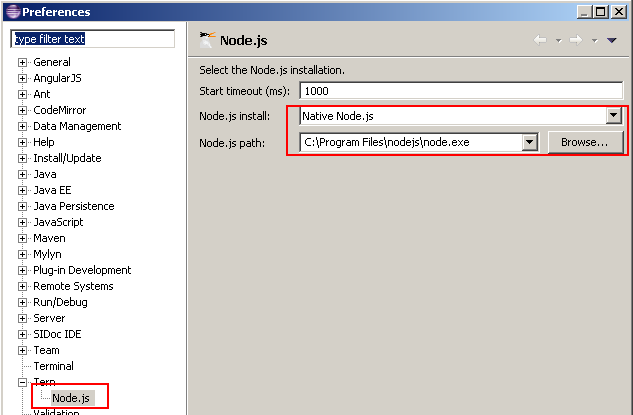 Preferences
type filter text
General
AngularJS
Ant
CodeMirror
Data Management
Help
Install/Update
Java
Java EE
Java Persistence
JavaScript
Maven
Mylyn
Plug-in Development
Remote Systems
Run/Debug
Server
SIDoc IDE
Team
Terminal
Tern
Node.js
Validation
Node.js
Select the Node.js installation.
Start timeout (ms): 1000
Node.js install: Native Node.js
Node.js path: C:\Program Files\nodejs\node.exe Browse...